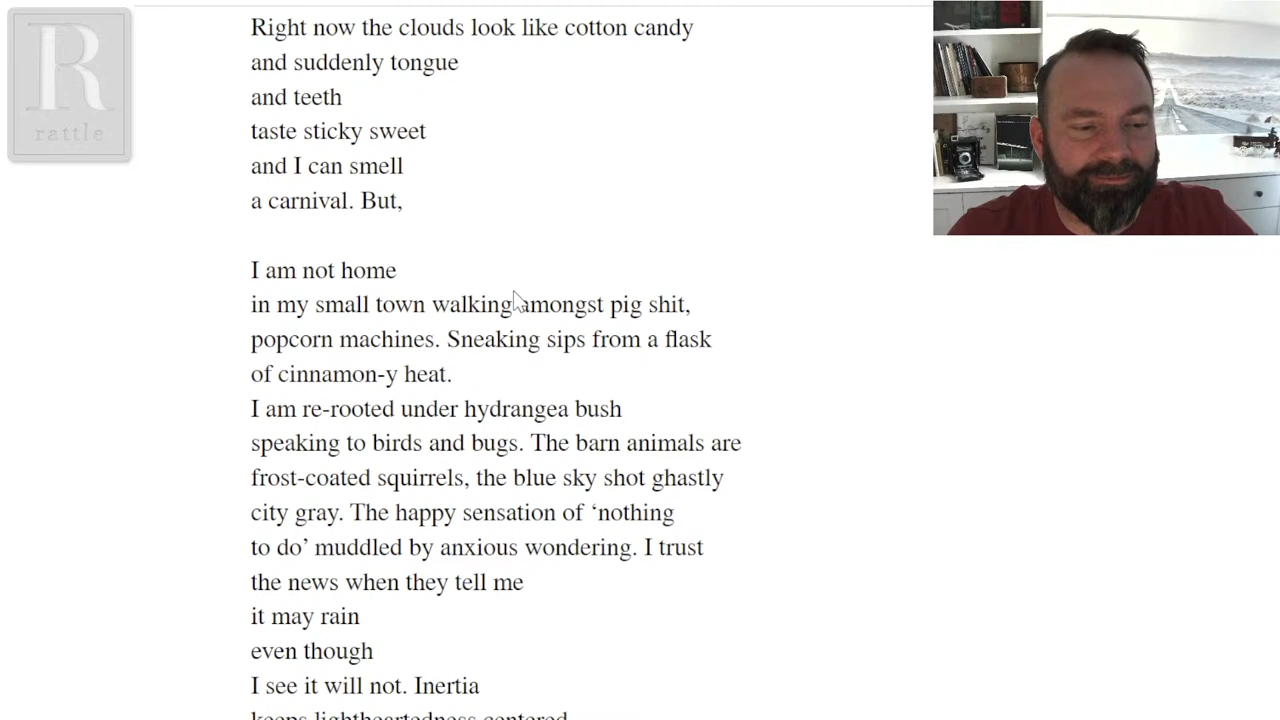 R
rattle
Right now the clouds look like cotton candy
and suddenly tongue
and teeth
taste sticky sweet
and I can smell
a carnival. But,
I am not home
in my small town walking amongst pig shit,
popcorn machines. Sneaking sips from a flask
of cinnamon-y heat.
I am re-rooted under hydrangea bush
speaking to birds and bugs. The barn animals are
frost-coated squirrels, the blue sky shot ghastly
city gray. The happy sensation of ‘nothing
to do’ muddled by anxious wondering. I trust
the news when they tell me
it may rain
even though
I see it will not. Inertia
keeps lightheartedness centered